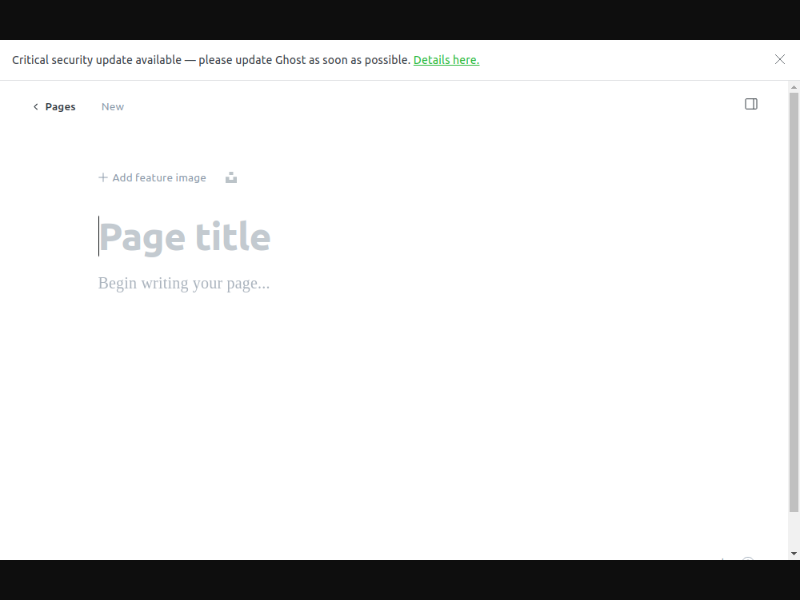 Critical security update available — please update Ghost as soon as possible. Details here.
Pages New
Add feature image
Page title
Begin writing your page...